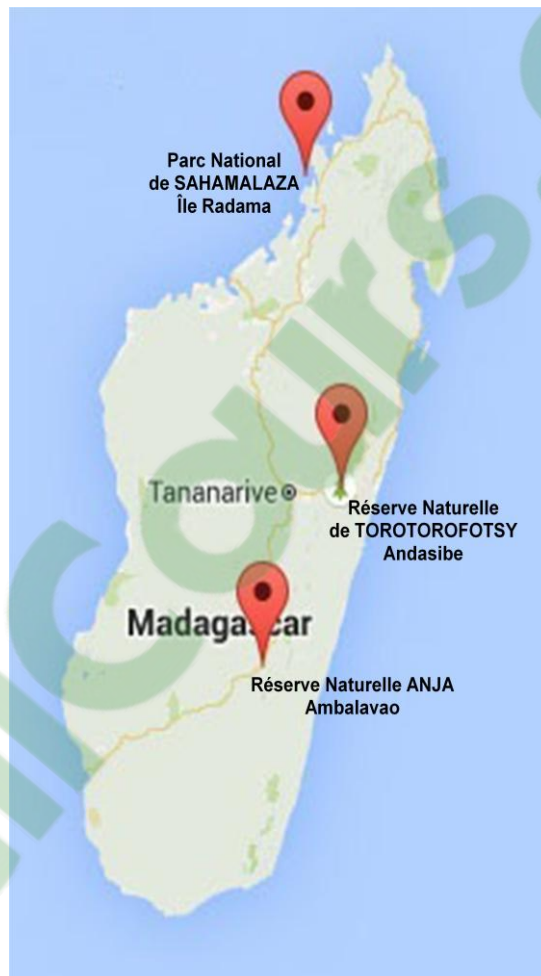 Parc National
de SAHAMALAZA
Île Radama
Tananarive
Réserve Naturelle
de TOROTOROFOTSY
Andasibe
Madagascar
Réserve Naturelle ANJA
Ambalavao